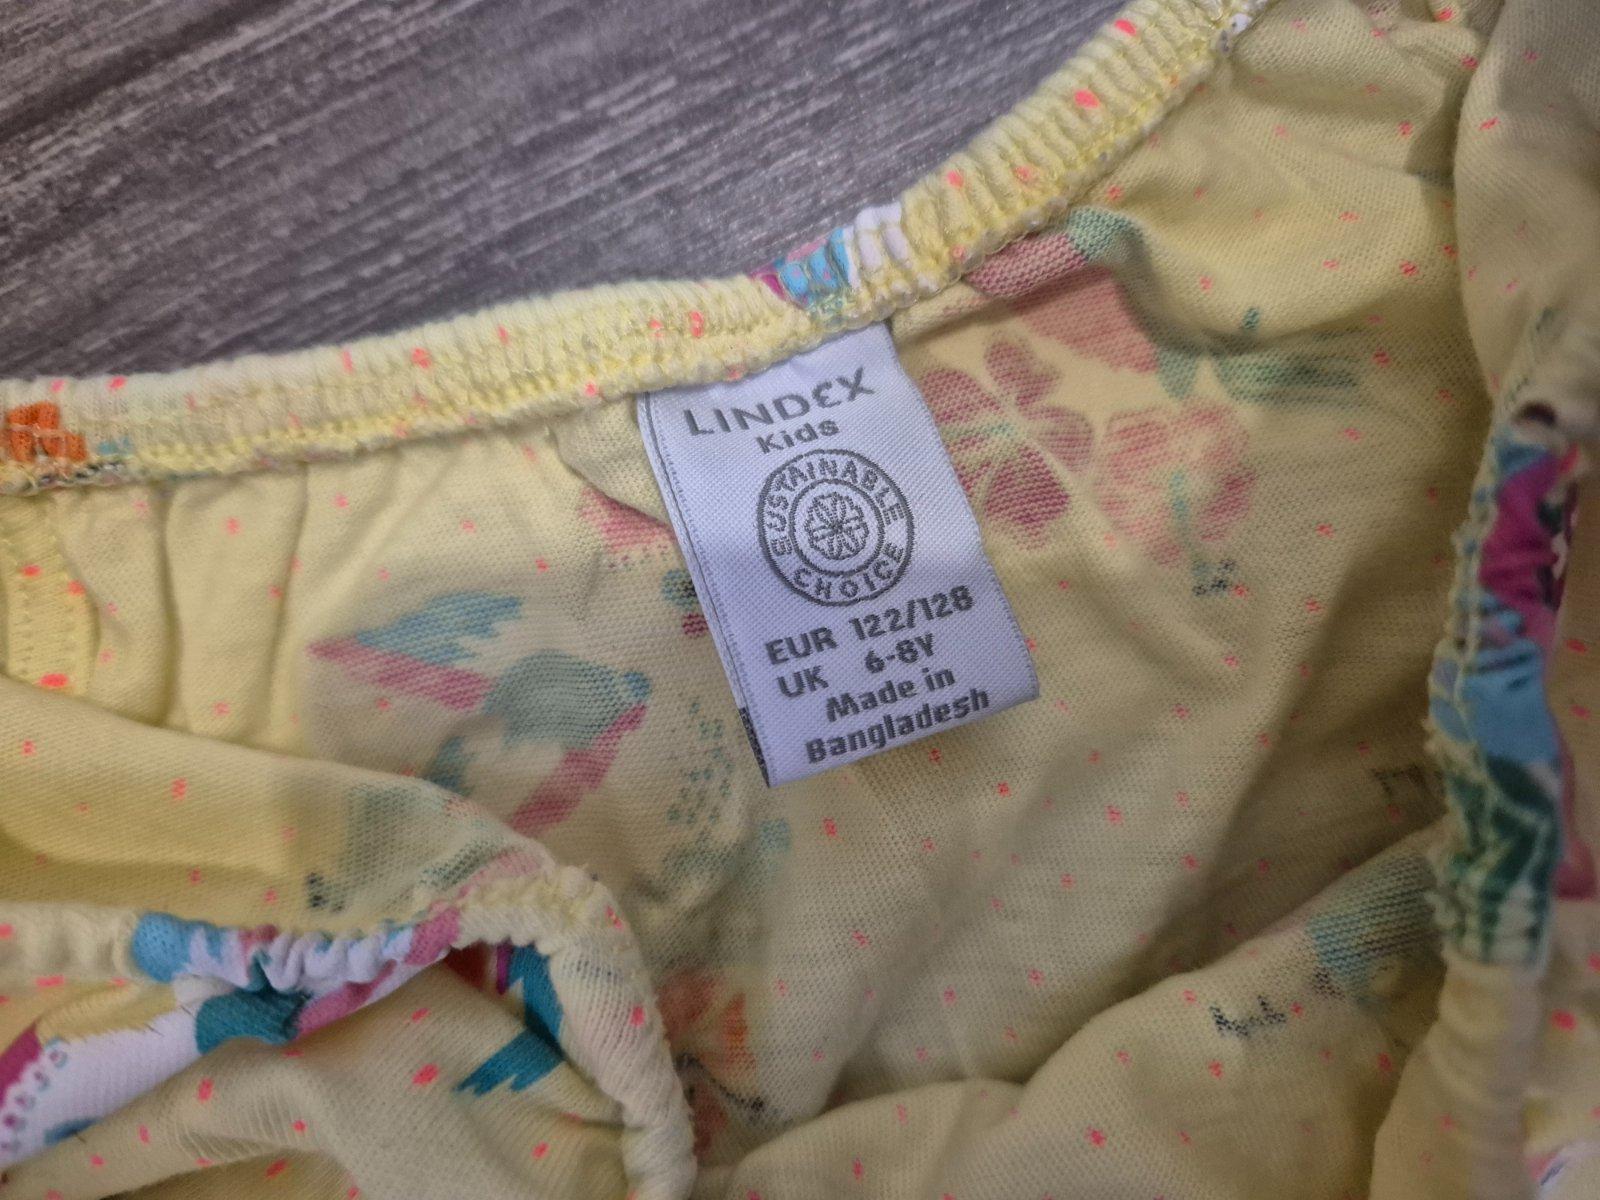 LINDEX
Kids
SUSTAINABLE
CHOICE
EUR 122/128
UK 6-8Y
Made in
Bangladesh